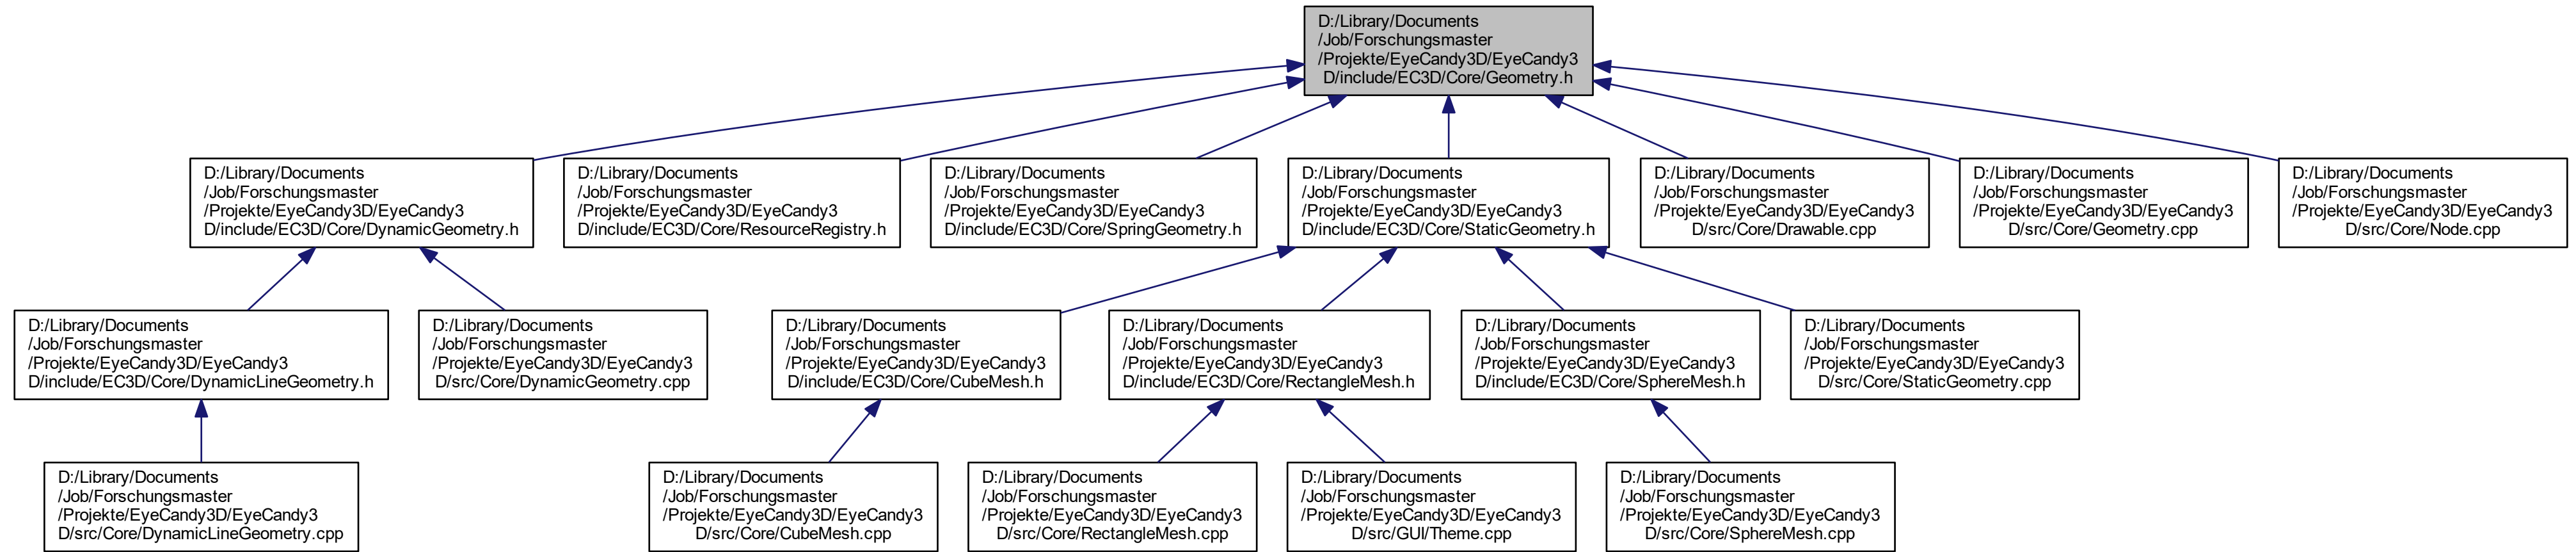 D:/Library/Documents
/Job/Forschungsmaster
/Projekte/EyeCandy3D/EyeCandy3
D/include/EC3D/Core/Geometry.h
D:/Library/Documents
/Job/Forschungsmaster
/Projekte/EyeCandy3D/EyeCandy3
D/include/EC3D/Core/DynamicGeometry.h
D:/Library/Documents
/Job/Forschungsmaster
/Projekte/EyeCandy3D/EyeCandy3
D/include/EC3D/Core/ResourceRegistry.h
D:/Library/Documents
/Job/Forschungsmaster
/Projekte/EyeCandy3D/EyeCandy3
D/include/EC3D/Core/SpringGeometry.h
D:/Library/Documents
/Job/Forschungsmaster
/Projekte/EyeCandy3D/EyeCandy3
D/include/EC3D/Core/StaticGeometry.h
D:/Library/Documents
/Job/Forschungsmaster
/Projekte/EyeCandy3D/EyeCandy3
D/src/Core/Drawable.cpp
D:/Library/Documents
/Job/Forschungsmaster
/Projekte/EyeCandy3D/EyeCandy3
D/src/Core/Geometry.cpp
D:/Library/Documents
/Job/Forschungsmaster
/Projekte/EyeCandy3D/EyeCandy3
D/src/Core/Node.cpp
D:/Library/Documents
/Job/Forschungsmaster
/Projekte/EyeCandy3D/EyeCandy3
D/include/EC3D/Core/DynamicLineGeometry.h
D:/Library/Documents
/Job/Forschungsmaster
/Projekte/EyeCandy3D/EyeCandy3
D/src/Core/DynamicGeometry.cpp
D:/Library/Documents
/Job/Forschungsmaster
/Projekte/EyeCandy3D/EyeCandy3
D/include/EC3D/Core/CubeMesh.h
D:/Library/Documents
/Job/Forschungsmaster
/Projekte/EyeCandy3D/EyeCandy3
D/include/EC3D/Core/RectangleMesh.h
D:/Library/Documents
/Job/Forschungsmaster
/Projekte/EyeCandy3D/EyeCandy3
D/include/EC3D/Core/SphereMesh.h
D:/Library/Documents
/Job/Forschungsmaster
/Projekte/EyeCandy3D/EyeCandy3
D/src/Core/StaticGeometry.cpp
D:/Library/Documents
/Job/Forschungsmaster
/Projekte/EyeCandy3D/EyeCandy3
D/src/Core/DynamicLineGeometry.cpp
D:/Library/Documents
/Job/Forschungsmaster
/Projekte/EyeCandy3D/EyeCandy3
D/src/Core/CubeMesh.cpp
D:/Library/Documents
/Job/Forschungsmaster
/Projekte/EyeCandy3D/EyeCandy3
D/src/Core/RectangleMesh.cpp
D:/Library/Documents
/Job/Forschungsmaster
/Projekte/EyeCandy3D/EyeCandy3
D/src/GUI/Theme.cpp
D:/Library/Documents
/Job/Forschungsmaster
/Projekte/EyeCandy3D/EyeCandy3
D/src/Core/SphereMesh.cpp